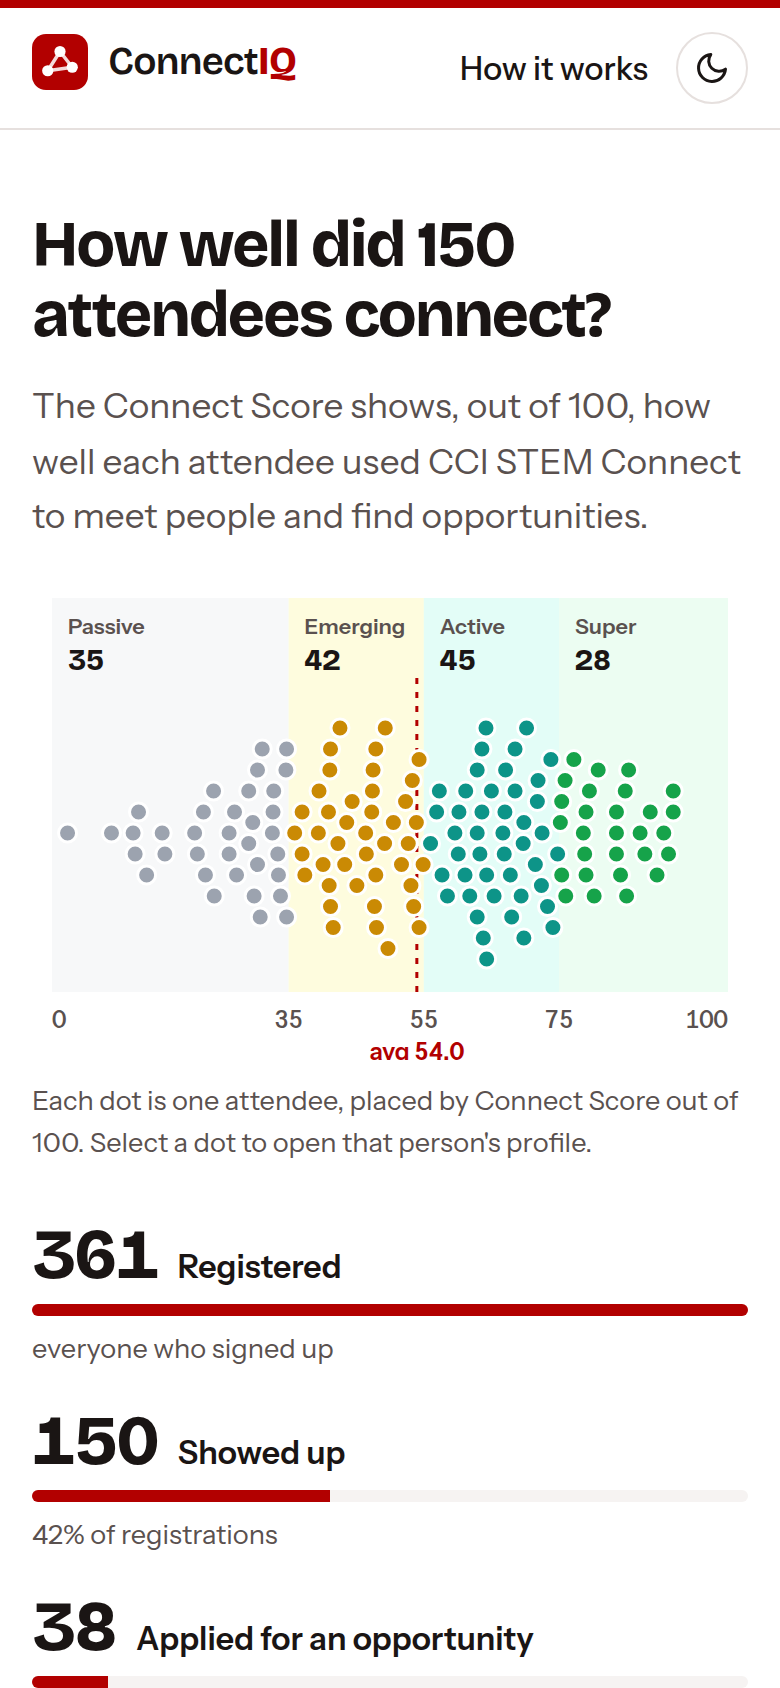 ConnectIQ
How it works
How well did 150
attendees connect?
The Connect Score shows, out of 100, how
well each attendee used CCI STEM Connect
to meet people and find opportunities.
Passive Emerging Active Super
35 42 45 28
0 35 55 75 100
avg 54.0
Each dot is one attendee, placed by Connect Score out of
100. Select a dot to open that person's profile.
361 Registered
everyone who signed up
150 Showed up
42% of registrations
38 Applied for an opportunity